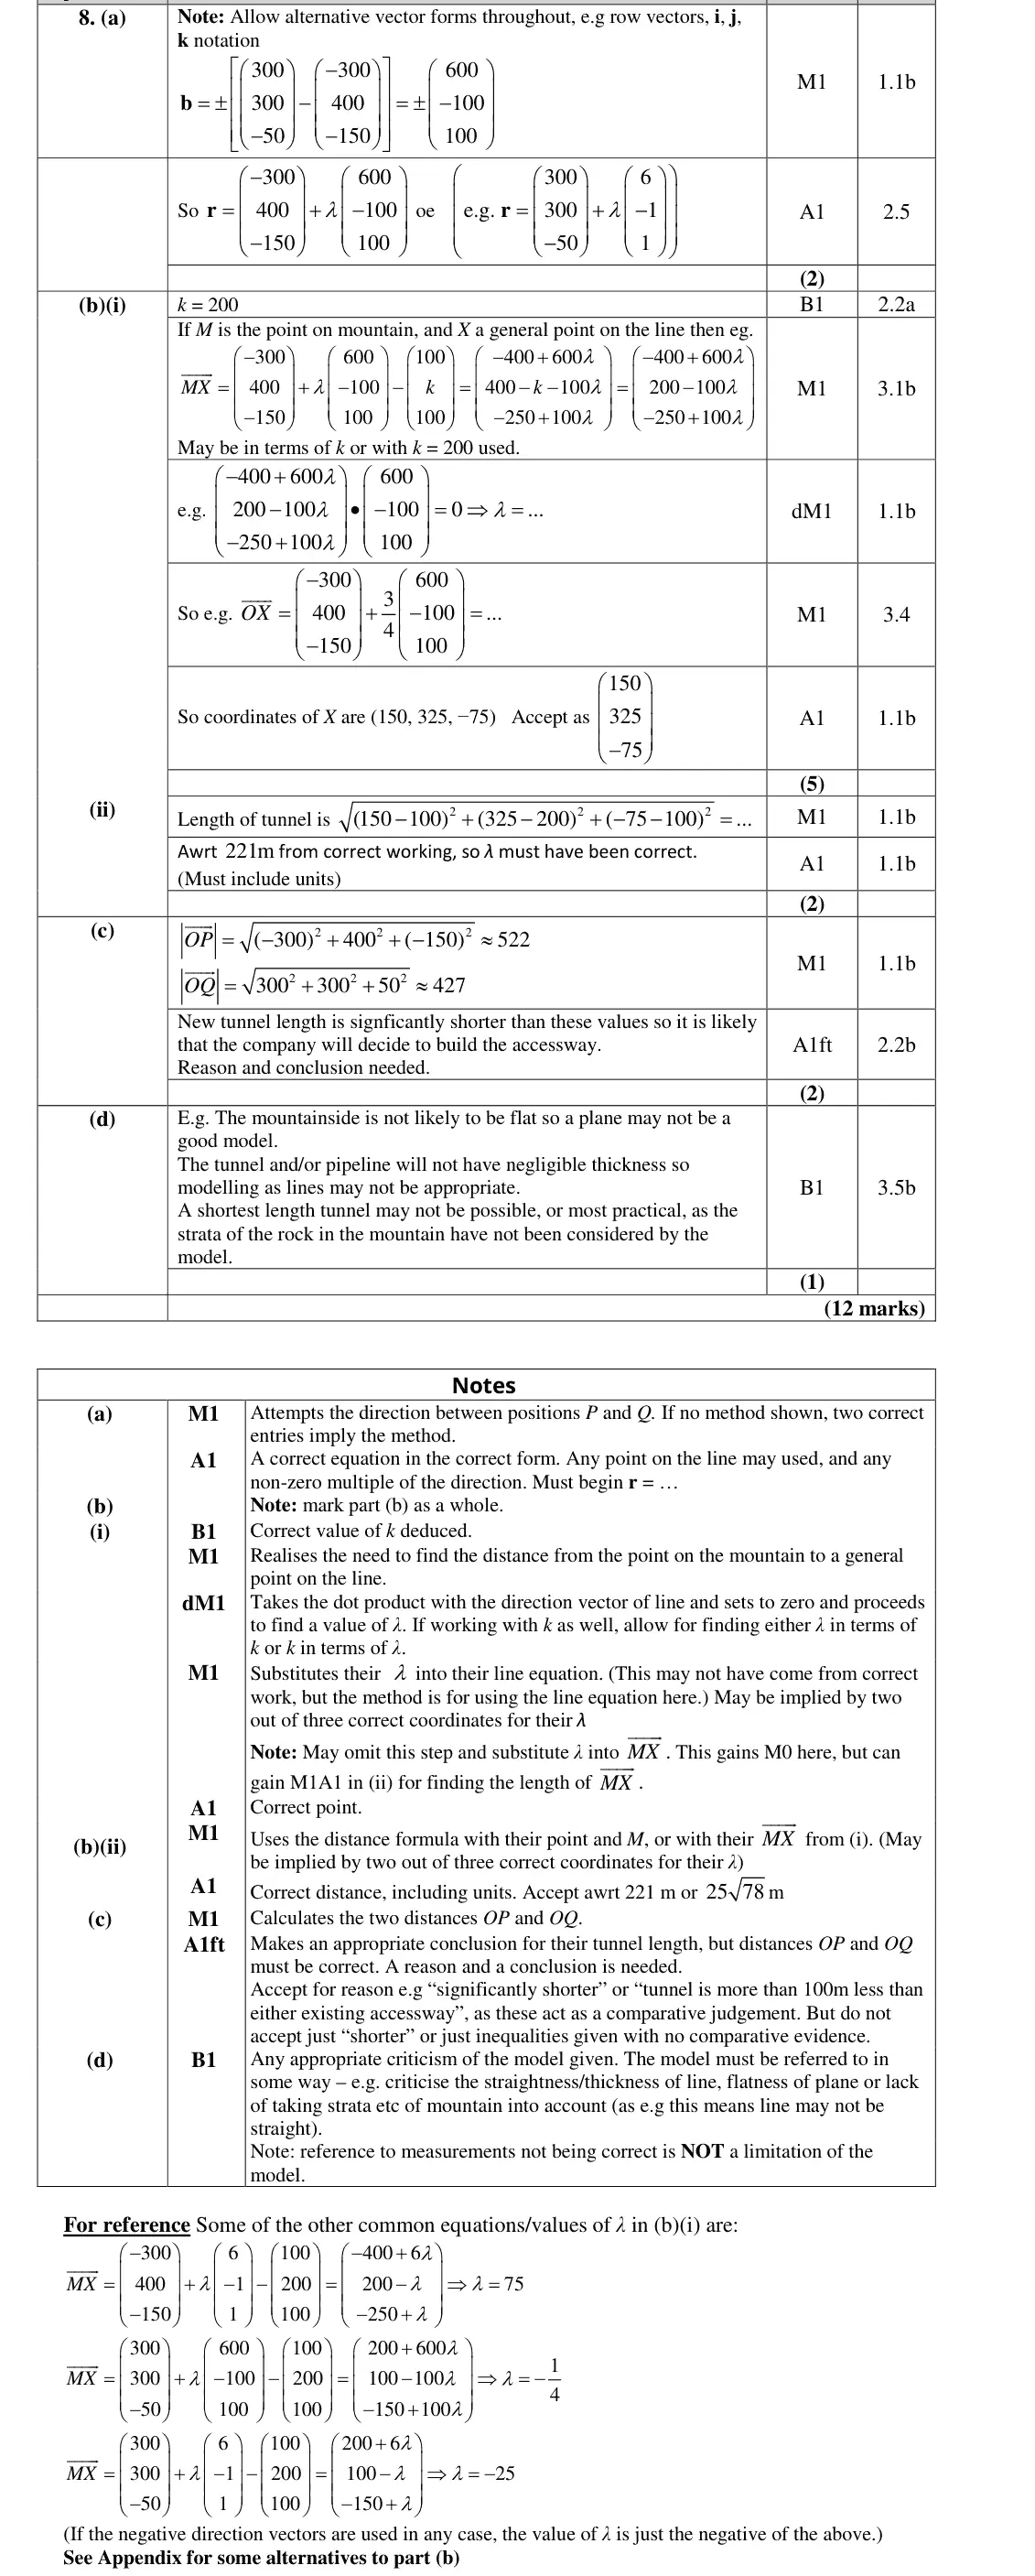 8. (a) Note: Allow alternative vector forms throughout, e.g row vectors, i, j,
k notation
b = ± [ (300, 300, −50) − (−300, 400, −150) ] = ± (600, −100, 100) M1 1.1b
So r = (−300, 400, −150) + λ (600, −100, 100) oe ( e.g. r = (300, 300, −50) + λ (6, −1, 1) ) A1 2.5
(2)
(b)(i) k = 200 B1 2.2a
If M is the point on mountain, and X a general point on the line then eg.
MX = (−300, 400, −150) + λ (600, −100, 100) − (100, k, 100) = (−400 + 600λ, 400 − k − 100λ, −250 + 100λ) = (−400 + 600λ, 200 − 100λ, −250 + 100λ) M1 3.1b
May be in terms of k or with k = 200 used.
e.g. (−400 + 600λ, 200 − 100λ, −250 + 100λ) • (600, −100, 100) = 0 ⇒ λ = ... dM1 1.1b
So e.g. OX = (−300, 400, −150) + 3/4 (600, −100, 100) = ... M1 3.4
So coordinates of X are (150, 325, −75) Accept as (150, 325, −75) A1 1.1b
(5)
(ii) Length of tunnel is √((150 − 100)² + (325 − 200)² + (−75 − 100)²) = ... M1 1.1b
Awrt 221m from correct working, so λ must have been correct.
(Must include units) A1 1.1b
(2)
(c) |OP| = √((−300)² + 400² + (−150)²) ≈ 522
|OQ| = √(300² + 300² + 50²) ≈ 427 M1 1.1b
New tunnel length is signficantly shorter than these values so it is likely
that the company will decide to build the accessway.
Reason and conclusion needed. A1ft 2.2b
(2)
(d) E.g. The mountainside is not likely to be flat so a plane may not be a
good model.
The tunnel and/or pipeline will not have negligible thickness so
modelling as lines may not be appropriate.
A shortest length tunnel may not be possible, or most practical, as the
strata of the rock in the mountain have not been considered by the
model. B1 3.5b
(1)
(12 marks)
Notes
(a) M1 Attempts the direction between positions P and Q. If no method shown, two correct
entries imply the method.
A1 A correct equation in the correct form. Any point on the line may used, and any
non-zero multiple of the direction. Must begin r = …
(b) Note: mark part (b) as a whole.
(i) B1 Correct value of k deduced.
M1 Realises the need to find the distance from the point on the mountain to a general
point on the line.
dM1 Takes the dot product with the direction vector of line and sets to zero and proceeds
to find a value of λ. If working with k as well, allow for finding either λ in terms of
k or k in terms of λ.
M1 Substitutes their λ into their line equation. (This may not have come from correct
work, but the method is for using the line equation here.) May be implied by two
out of three correct coordinates for their λ
Note: May omit this step and substitute λ into MX . This gains M0 here, but can
gain M1A1 in (ii) for finding the length of MX .
A1 Correct point.
(b)(ii) M1 Uses the distance formula with their point and M, or with their MX from (i). (May
be implied by two out of three correct coordinates for their λ)
A1 Correct distance, including units. Accept awrt 221 m or 25√78 m
(c) M1 Calculates the two distances OP and OQ.
A1ft Makes an appropriate conclusion for their tunnel length, but distances OP and OQ
must be correct. A reason and a conclusion is needed.
Accept for reason e.g “significantly shorter” or “tunnel is more than 100m less than
either existing accessway”, as these act as a comparative judgement. But do not
accept just “shorter” or just inequalities given with no comparative evidence.
(d) B1 Any appropriate criticism of the model given. The model must be referred to in
some way – e.g. criticise the straightness/thickness of line, flatness of plane or lack
of taking strata etc of mountain into account (as e.g this means line may not be
straight).
Note: reference to measurements not being correct is NOT a limitation of the
model.
For reference Some of the other common equations/values of λ in (b)(i) are:
MX = (−300, 400, −150) + λ (6, −1, 1) − (100, 200, 100) = (−400 + 6λ, 200 − λ, −250 + λ) ⇒ λ = 75
MX = (300, 300, −50) + λ (600, −100, 100) − (100, 200, 100) = (200 + 600λ, 100 − 100λ, −150 + 100λ) ⇒ λ = −1/4
MX = (300, 300, −50) + λ (6, −1, 1) − (100, 200, 100) = (200 + 6λ, 100 − λ, −150 + λ) ⇒ λ = −25
(If the negative direction vectors are used in any case, the value of λ is just the negative of the above.)
See Appendix for some alternatives to part (b)